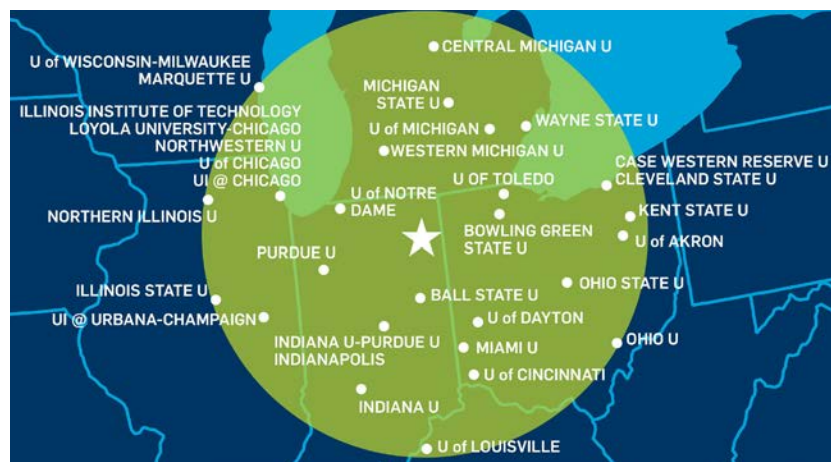 CENTRAL MICHIGAN U
U of WISCONSIN-MILWAUKEE
MARQUETTE U
MICHIGAN
STATE U
ILLINOIS INSTITUTE OF TECHNOLOGY
LOYOLA UNIVERSITY-CHICAGO
NORTHWESTERN U
U of CHICAGO
UI @ CHICAGO
U of MICHIGAN
WAYNE STATE U
WESTERN MICHIGAN U
CASE WESTERN RESERVE U
CLEVELAND STATE U
U OF TOLEDO
U of NOTRE
DAME
NORTHERN ILLINOIS U
KENT STATE U
BOWLING GREEN
STATE U
U of AKRON
PURDUE U
OHIO STATE U
ILLINOIS STATE U
BALL STATE U
UI @ URBANA-CHAMPAIGN
U of DAYTON
INDIANA U-PURDUE U
INDIANAPOLIS
MIAMI U
OHIO U
U of CINCINNATI
INDIANA U
U of LOUISVILLE